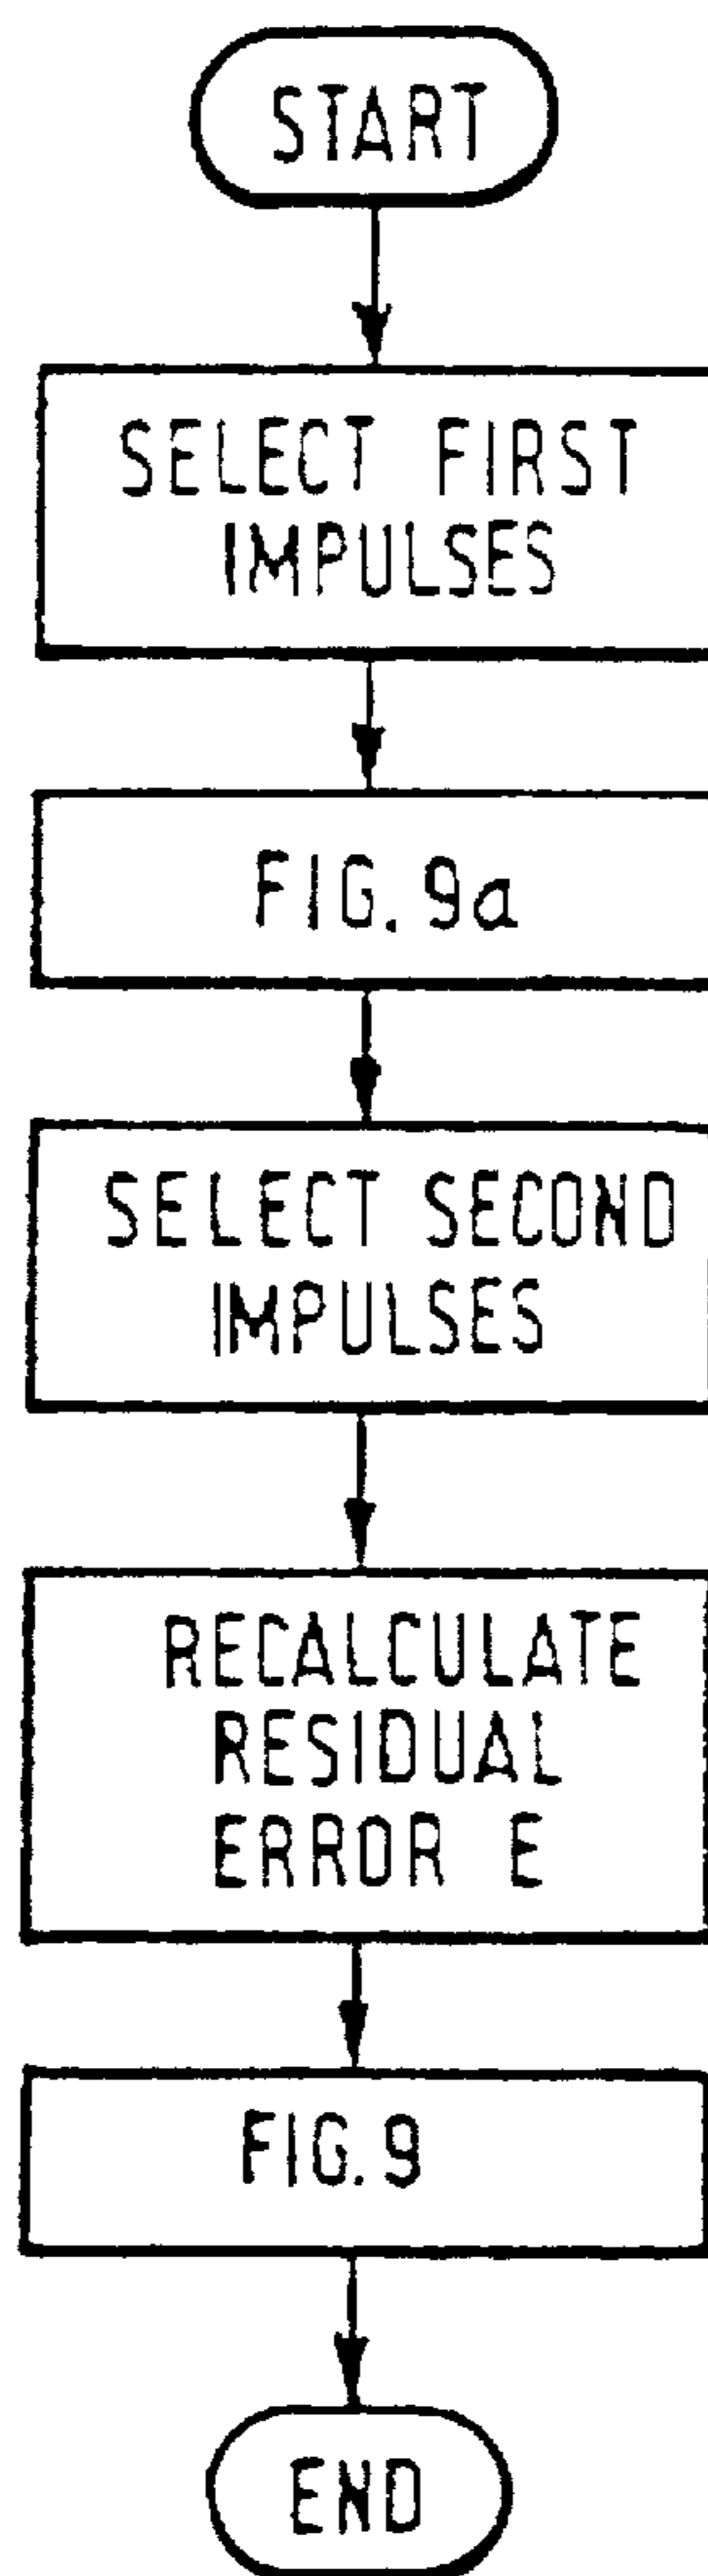 START
SELECT FIRST
IMPULSES
FIG. 9a
SELECT SECOND
IMPULSES
RECALCULATE
RESIDUAL
ERROR E
FIG. 9
END